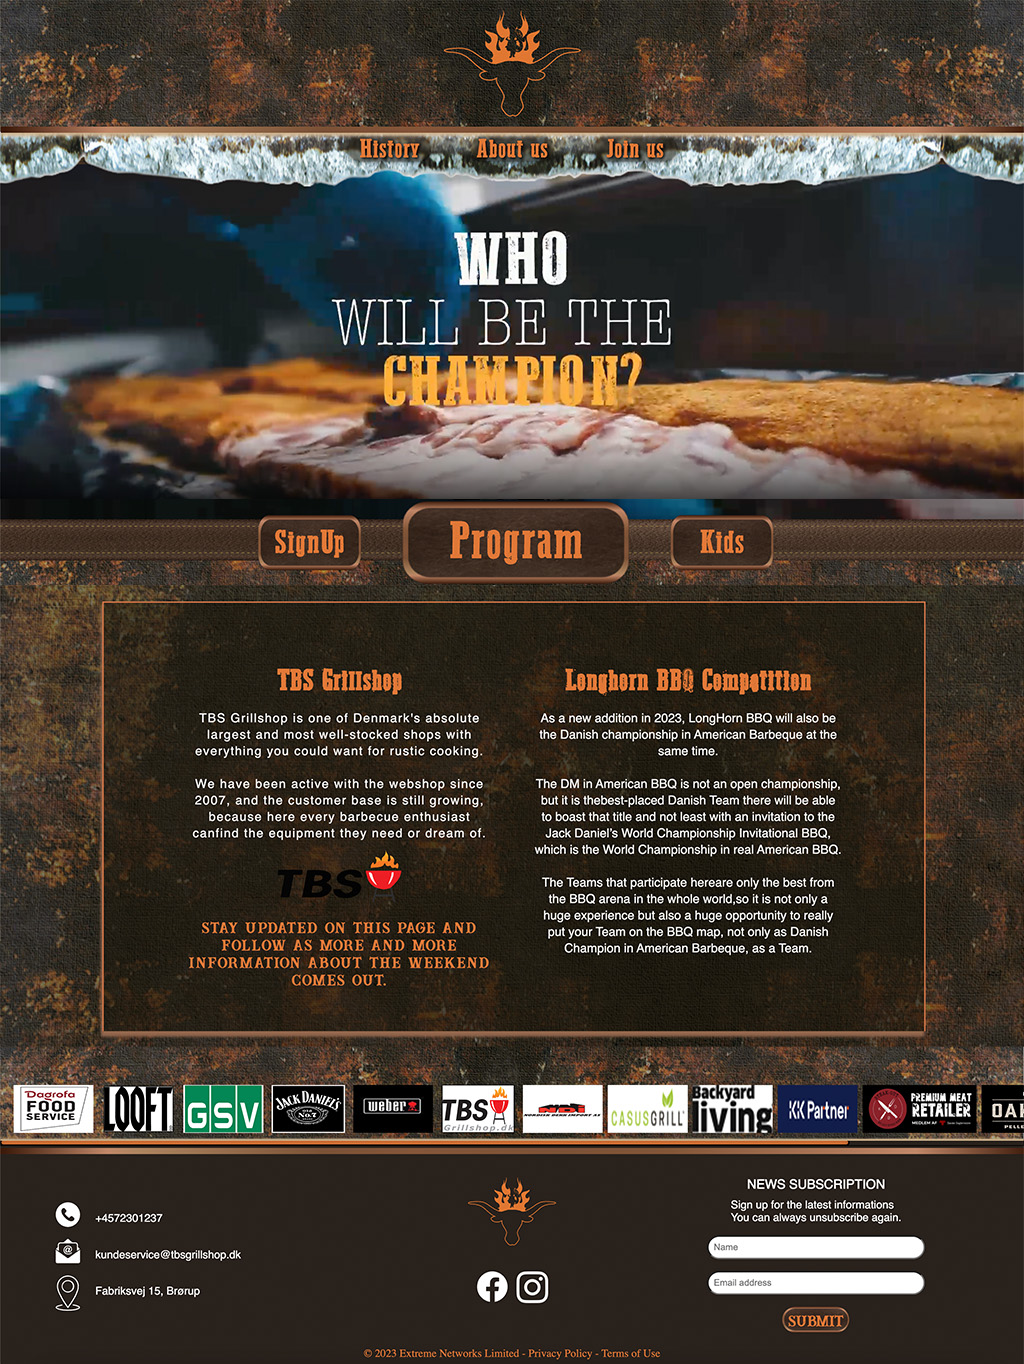 History
About us
Join us
WHO
WILL BE THE
CHAMPION?
SignUp
Program
Kids
TBS Grillshop
TBS Grillshop is one of Denmark's absolute
largest and most well-stocked shops with
everything you could want for rustic cooking.
We have been active with the webshop since
2007, and the customer base is still growing,
because here every barbecue enthusiast
canfind the equipment they need or dream of.
TBS
STAY UPDATED ON THIS PAGE AND
FOLLOW AS MORE AND MORE
INFORMATION ABOUT THE WEEKEND
COMES OUT.
Longhorn BBQ Competition
As a new addition in 2023, LongHorn BBQ will also be
the Danish championship in American Barbeque at the
same time.
The DM in American BBQ is not an open championship,
but it is thebest-placed Danish Team there will be able
to boast that title and not least with an invitation to the
Jack Daniel's World Championship Invitational BBQ,
which is the World Championship in real American BBQ.
The Teams that participate hereare only the best from
the BBQ arena in the whole world,so it is not only a
huge experience but also a huge opportunity to really
put your Team on the BBQ map, not only as Danish
Champion in American Barbeque, as a Team.
Dagrofa
FOOD
SERVICE
LOOFT
GSV
JACK DANIEL'S
OLD
No. 7
weber
TBS
Grillshop.dk
NDI
NORDISK DÆKIMPORT AS
CASUSGRILL
Backyard
living
KK Partner
PREMIUM MEAT
RETAILER
MEDLEM AF
OAK
PELLE
+4572301237
kundeservice@tbsgrillshop.dk
Fabriksvej 15, Brørup
NEWS SUBSCRIPTION
Sign up for the latest informations
You can always unsubscribe again.
Name
Email address
SUBMIT
© 2023 Extreme Networks Limited - Privacy Policy - Terms of Use